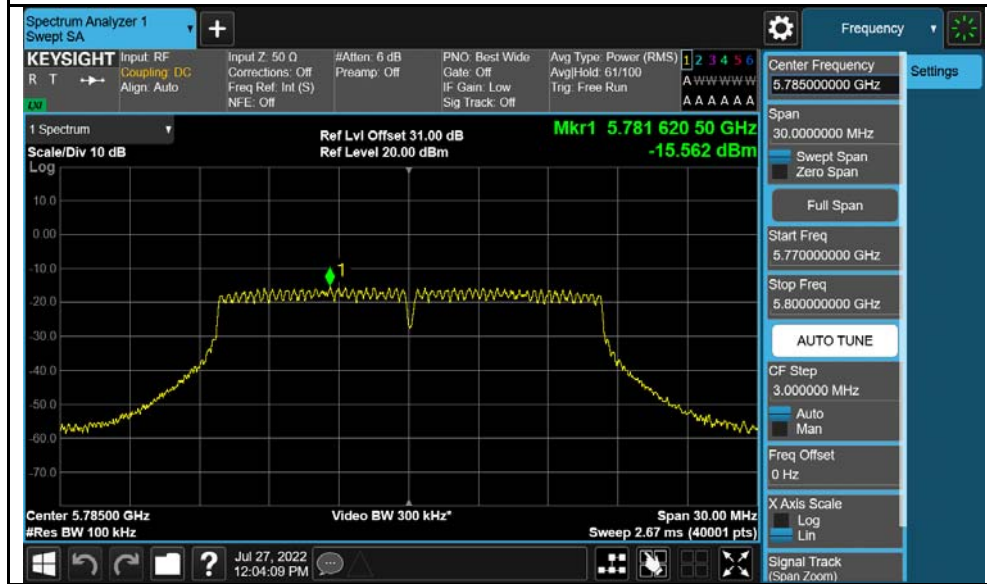 Spectrum Analyzer 1
Swept SA
+
Frequency
KEYSIGHT
R T
LXI
Input: RF
Coupling: DC
Align: Auto
Input Z: 50 Ω
Corrections: Off
Freq Ref: Int (S)
NFE: Off
#Atten: 6 dB
Preamp: Off
PNO: Best Wide
Gate: Off
IF Gain: Low
Sig Track: Off
Avg Type: Power (RMS)
Avg|Hold: 61/100
Trig: Free Run
1 2 3 4 5 6
A W W W W W
A A A A A A
1 Spectrum
Scale/Div 10 dB
Log
Ref Lvl Offset 31.00 dB
Ref Level 20.00 dBm
Mkr1 5.781 620 50 GHz
-15.562 dBm
10.0
0.00
-10.0
-20.0
-30.0
-40.0
-50.0
-60.0
-70.0
1
Center 5.78500 GHz
#Res BW 100 kHz
Video BW 300 kHz*
Span 30.00 MHz
Sweep 2.67 ms (40001 pts)
?
Jul 27, 2022
12:04:09 PM
Center Frequency
5.785000000 GHz
Settings
Span
30.0000000 MHz
Swept Span
Zero Span
Full Span
Start Freq
5.770000000 GHz
Stop Freq
5.800000000 GHz
AUTO TUNE
CF Step
3.000000 MHz
Auto
Man
Freq Offset
0 Hz
X Axis Scale
Log
Lin
Signal Track
(Span Zoom)